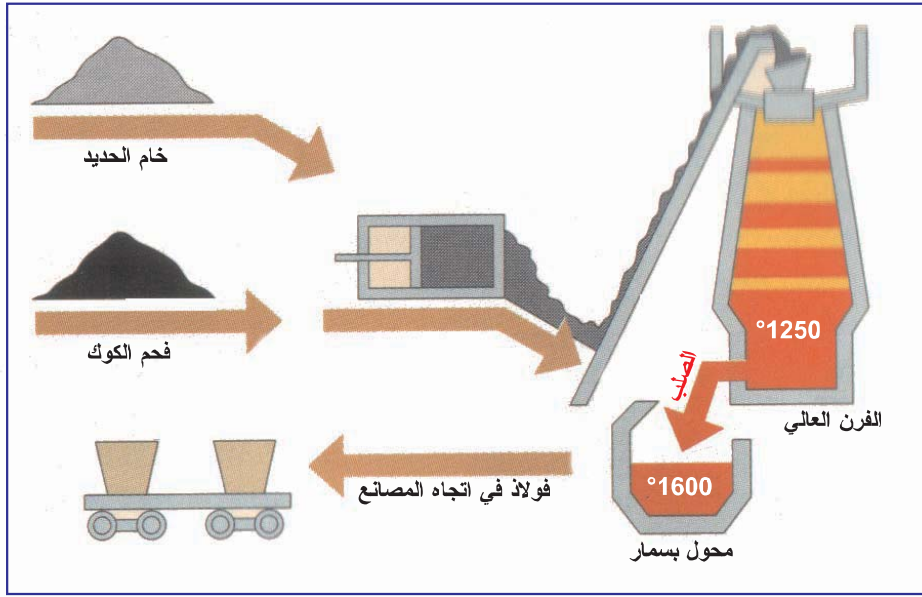 خام الحديد
فحم الكوك
°1250
الصلب
الفرن العالي
°1600
فولاذ في اتجاه المصانع
محول بسمار